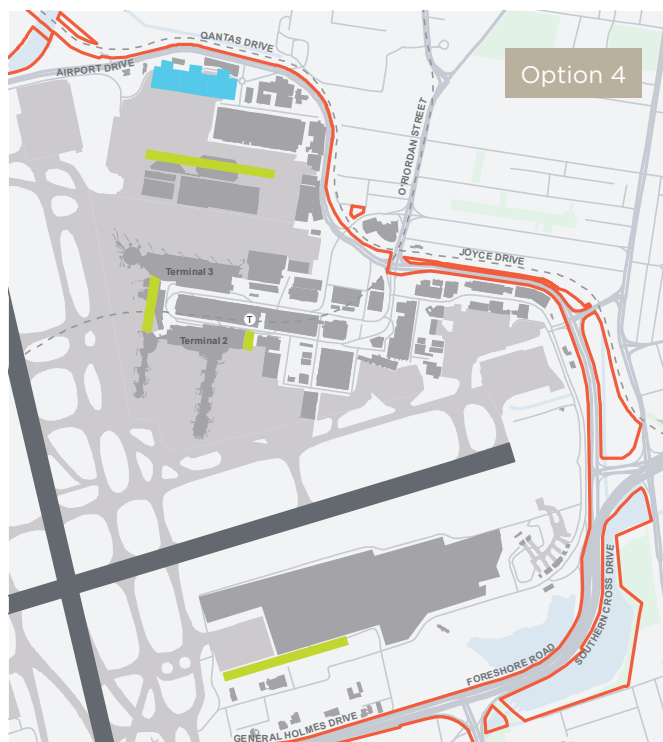 QANTAS DRIVE
AIRPORT DRIVE
Option 4
O'RIORDAN STREET
JOYCE DRIVE
Terminal 3
T
Terminal 2
SOUTHERN CROSS DRIVE
FORESHORE ROAD
GENERAL HOLMES DRIVE